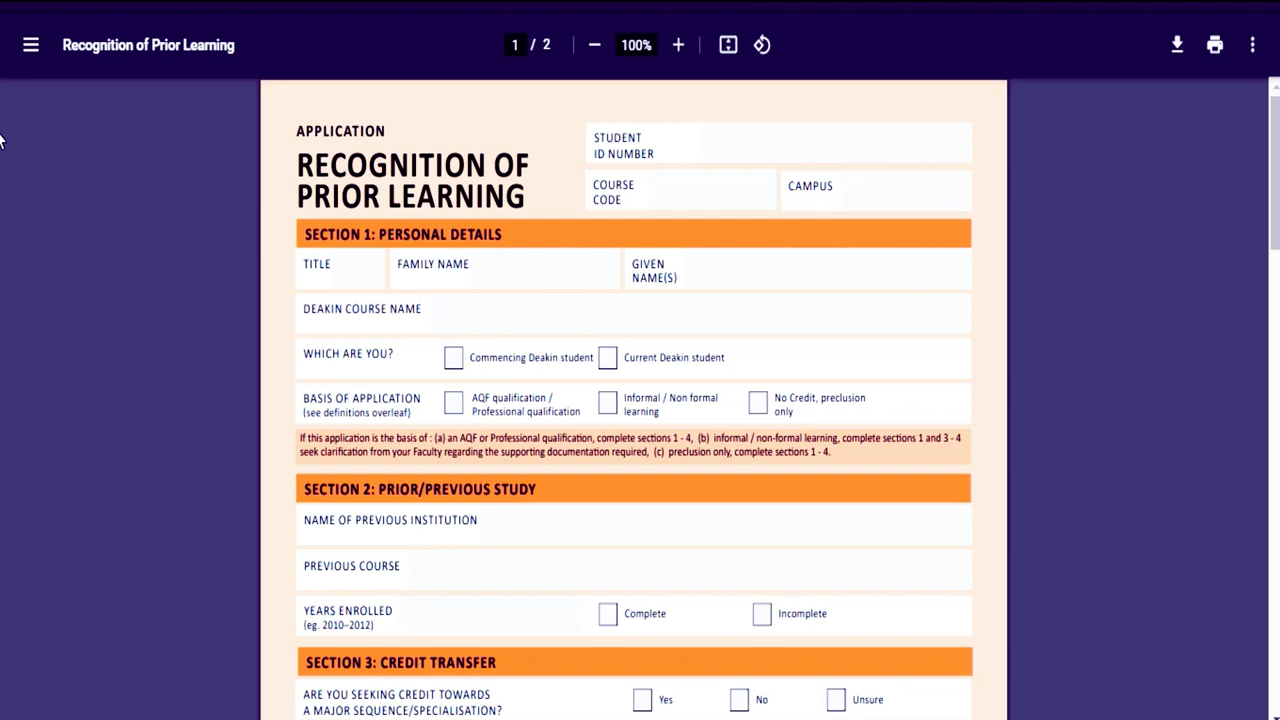 Recognition of Prior Learning
1 / 2
100%
APPLICATION
RECOGNITION OF
PRIOR LEARNING
STUDENT
ID NUMBER
COURSE
CODE
CAMPUS
SECTION 1: PERSONAL DETAILS
TITLE
FAMILY NAME
GIVEN
NAME(S)
DEAKIN COURSE NAME
WHICH ARE YOU?
Commencing Deakin student
Current Deakin student
BASIS OF APPLICATION
(see definitions overleaf)
AQF qualification /
Professional qualification
Informal / Non formal
learning
No Credit, preclusion
only
If this application is the basis of : (a) an AQF or Professional qualification, complete sections 1 - 4, (b) informal / non-formal learning, complete sections 1 and 3 - 4
seek clarification from your Faculty regarding the supporting documentation required, (c) preclusion only, complete sections 1 - 4.
SECTION 2: PRIOR/PREVIOUS STUDY
NAME OF PREVIOUS INSTITUTION
PREVIOUS COURSE
YEARS ENROLLED
(eg. 2010–2012)
Complete
Incomplete
SECTION 3: CREDIT TRANSFER
ARE YOU SEEKING CREDIT TOWARDS
A MAJOR SEQUENCE/SPECIALISATION?
Yes
No
Unsure